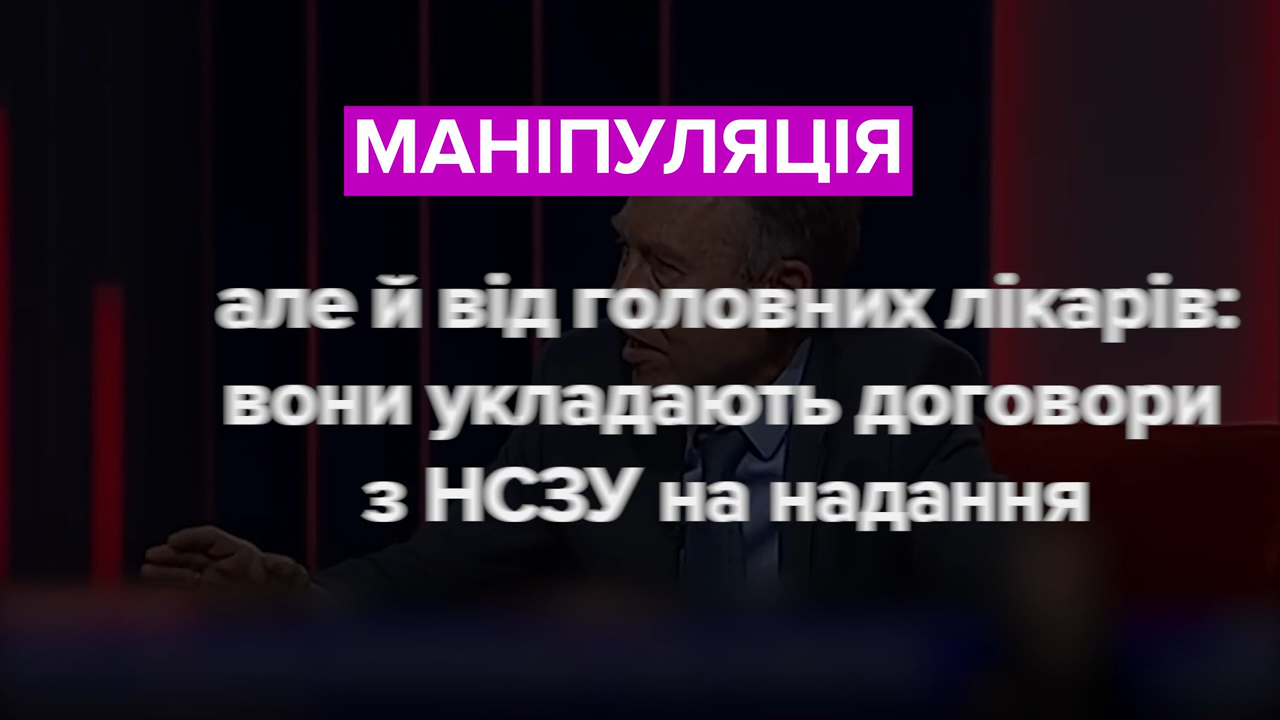 МАНІПУЛЯЦІЯ
але й від головних лікарів:
вони укладають договори
з НСЗУ на надання